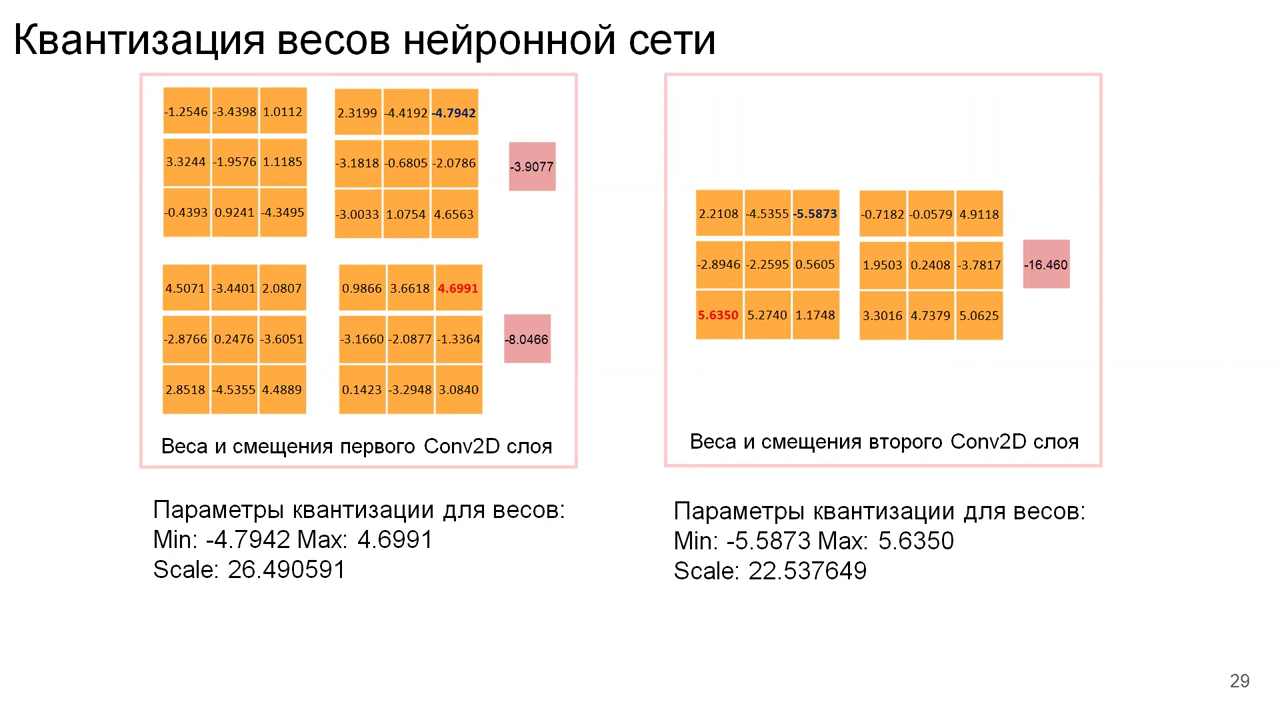 Квантизация весов нейронной сети
-1.2546 -3.4398 1.0112
3.3244 -1.9576 1.1185
-0.4393 0.9241 -4.3495
2.3199 -4.4192 -4.7942
-3.1818 -0.6805 -2.0786
-3.0033 1.0754 4.6563
-3.9077
4.5071 -3.4401 2.0807
-2.8766 0.2476 -3.6051
2.8518 -4.5355 4.4889
0.9866 3.6618 4.6991
-3.1660 -2.0877 -1.3364
0.1423 -3.2948 3.0840
-8.0466
Веса и смещения первого Conv2D слоя
2.2108 -4.5355 -5.5873
-2.8946 -2.2595 0.5605
5.6350 5.2740 1.1748
-0.7182 -0.0579 4.9118
1.9503 0.2408 -3.7817
3.3016 4.7379 5.0625
-16.460
Веса и смещения второго Conv2D слоя
Параметры квантизации для весов:
Min: -4.7942 Max: 4.6991
Scale: 26.490591
Параметры квантизации для весов:
Min: -5.5873 Max: 5.6350
Scale: 22.537649
29